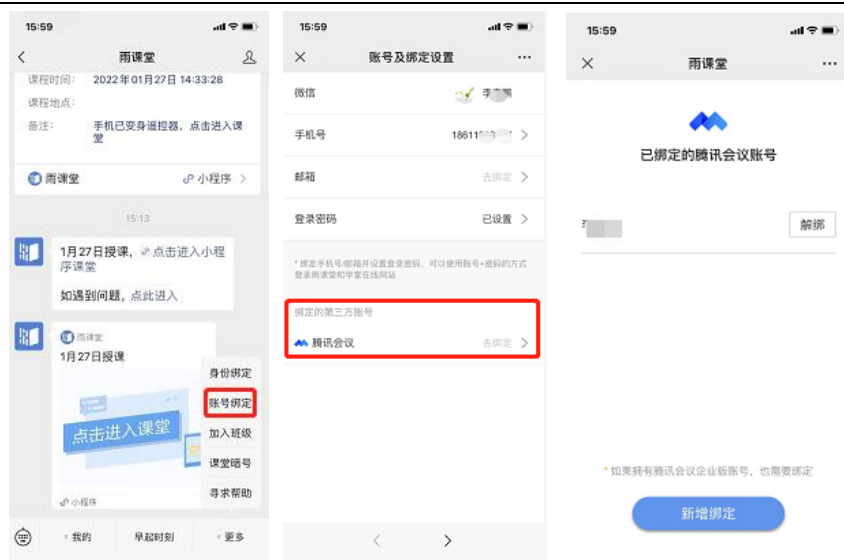 15:59
雨课堂
课程时间: 2022年01月27日 14:33:28
课程地点:
备注: 手机已变身遥控器，点击进入课
堂
雨课堂 小程序
15:13
1月27日授课，点击进入小程
序课堂
如遇到问题，点此进入
雨课堂
1月27日授课
点击进入课堂
小程序
身份绑定
账号绑定
加入班级
课堂暗号
寻求帮助
我的 早起时刻 更多
15:59
账号及绑定设置
微信 李
手机号 18611
邮箱 去绑定
登录密码 已设置
*绑定手机号/邮箱并设置登录密码，可以使用账号+密码的方式
登录雨课堂和学堂在线网站
绑定的第三方账号
腾讯会议 去绑定
15:59
雨课堂
已绑定的腾讯会议账号
解绑
*如果拥有腾讯会议企业版账号，也需要绑定
新增绑定